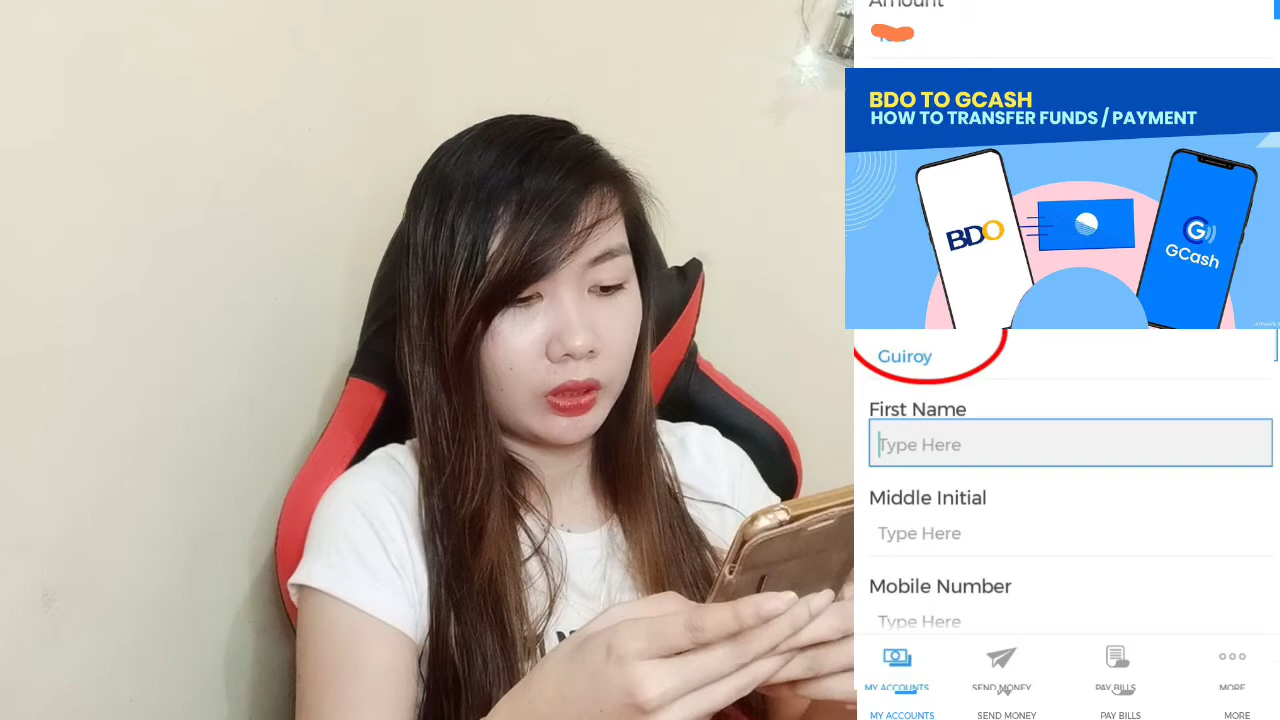 Amount
BDO TO GCASH
HOW TO TRANSFER FUNDS / PAYMENT
BDO
G
GCash
Guiroy
First Name
Type Here
Middle Initial
Type Here
Mobile Number
Type Here
MY ACCOUNTS SEND MONEY PAY BILLS MORE
MY ACCOUNTS SEND MONEY PAY BILLS MORE